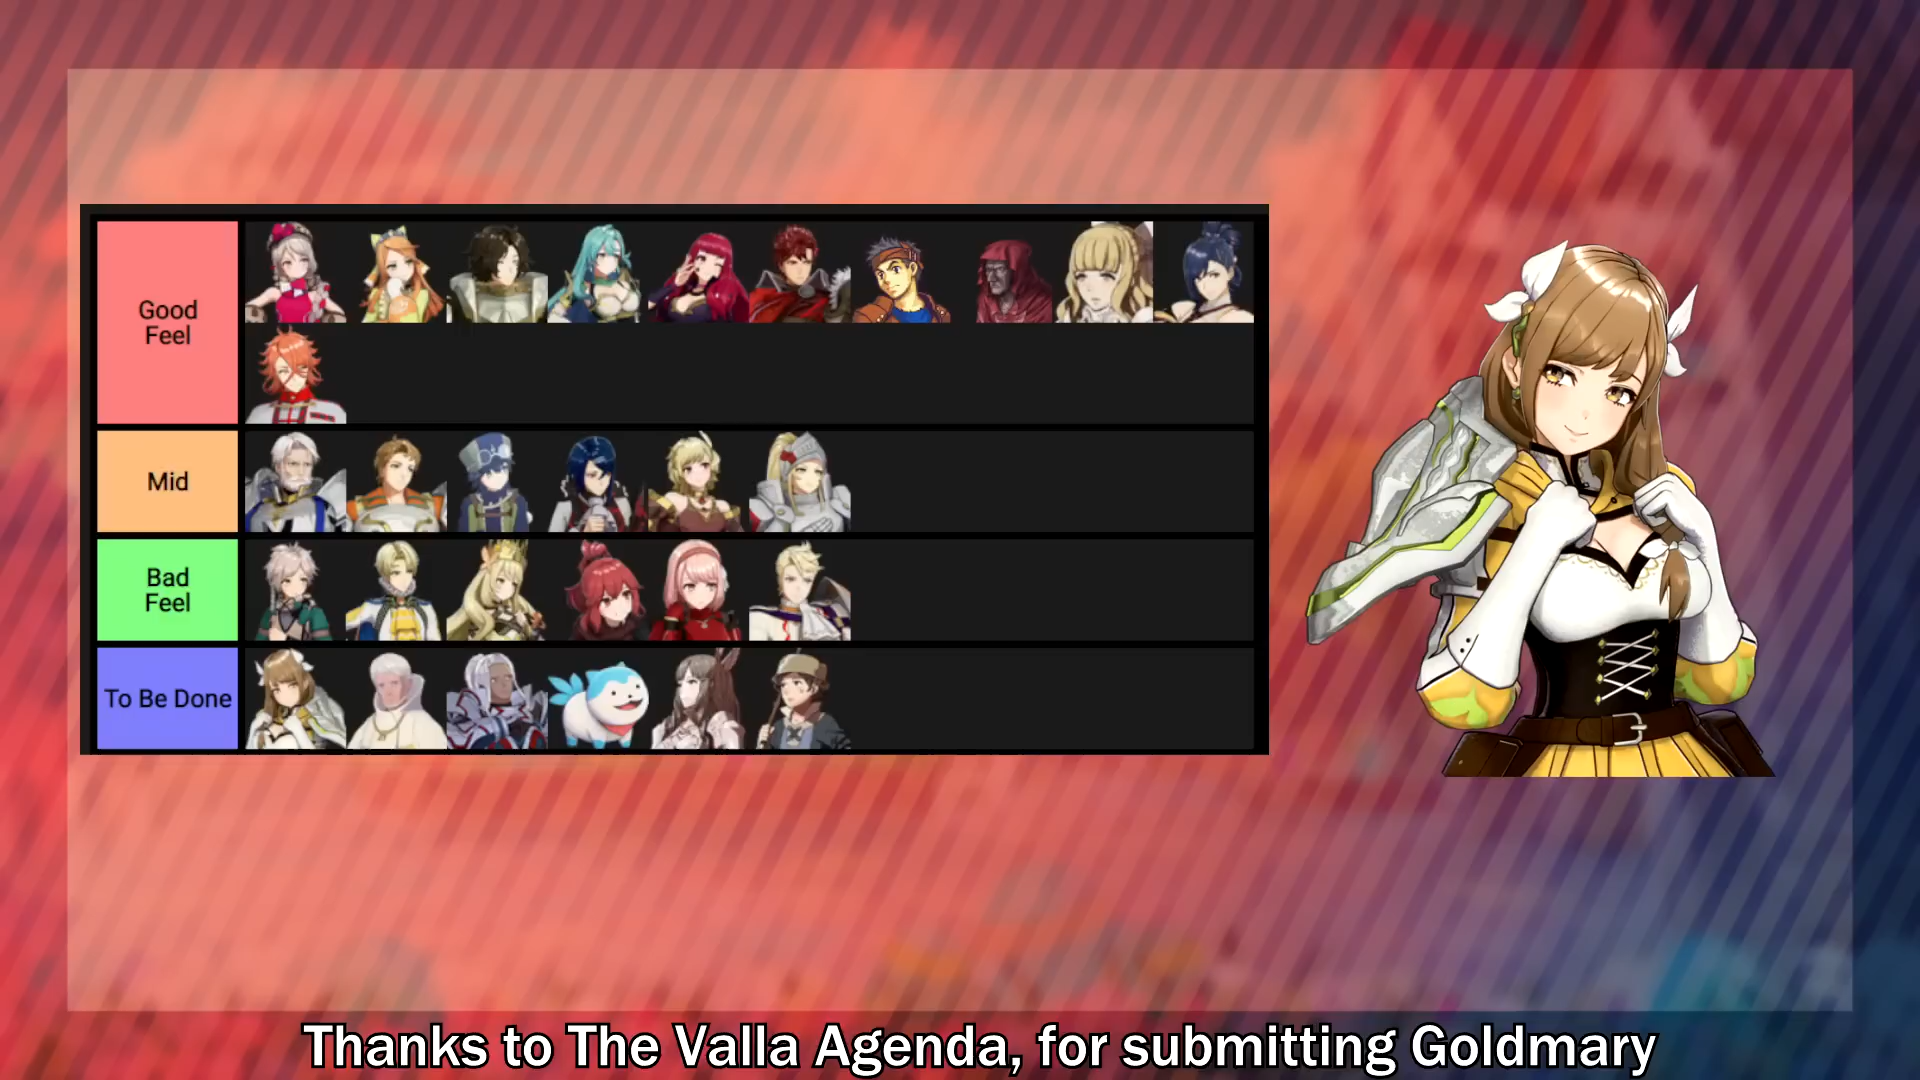 Good
Feel
Mid
Bad
Feel
To Be Done
Thanks to The Valla Agenda, for submitting Goldmary